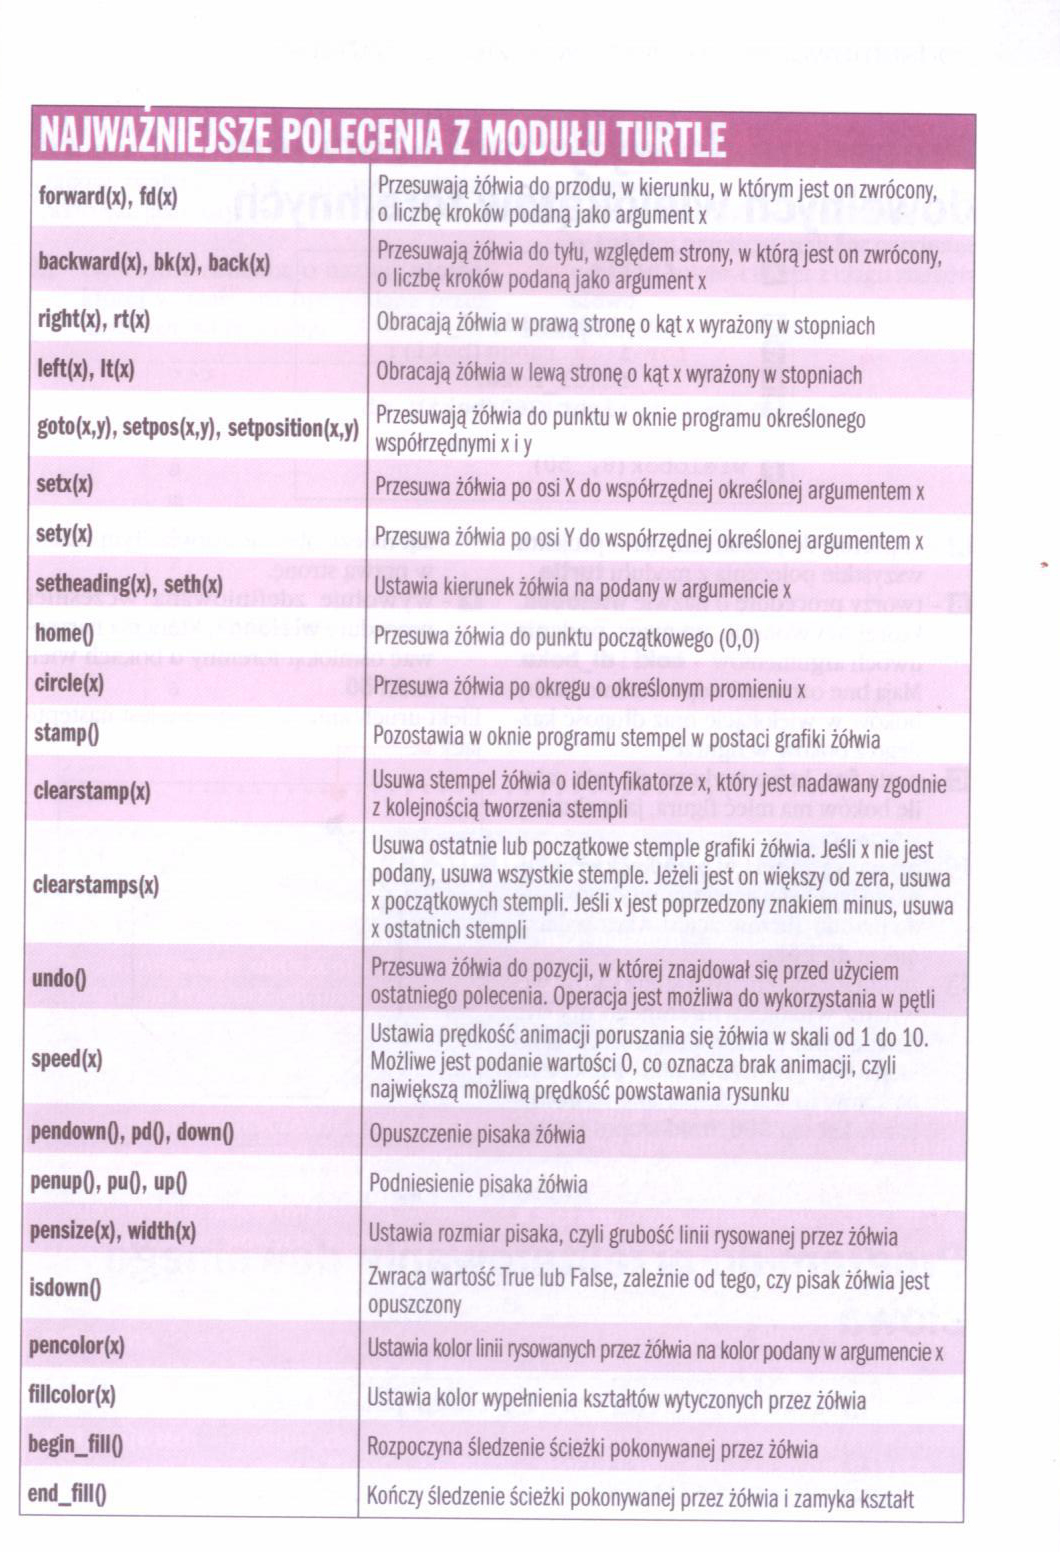 NAJWAŻNIEJSZE POLECENIA Z MODUŁU TURTLE
forward(x), fd(x)
Przesuwają żółwia do przodu, w kierunku, w którym jest on zwrócony,
o liczbę kroków podaną jako argument x
backward(x), bk(x), back(x)
Przesuwają żółwia do tyłu, względem strony, w którą jest on zwrócony,
o liczbę kroków podaną jako argument x
right(x), rt(x)
Obracają żółwia w prawą stronę o kąt x wyrażony w stopniach
left(x), lt(x)
Obracają żółwia w lewą stronę o kąt x wyrażony w stopniach
goto(x,y), setpos(x,y), setposition(x,y)
Przesuwają żółwia do punktu w oknie programu określonego
współrzędnymi x i y
setx(x)
Przesuwa żółwia po osi X do współrzędnej określonej argumentem x
sety(x)
Przesuwa żółwia po osi Y do współrzędnej określonej argumentem x
setheading(x), seth(x)
Ustawia kierunek żółwia na podany w argumencie x
home()
Przesuwa żółwia do punktu początkowego (0,0)
circle(x)
Przesuwa żółwia po okręgu o określonym promieniu x
stamp()
Pozostawia w oknie programu stempel w postaci grafiki żółwia
clearstamp(x)
Usuwa stempel żółwia o identyfikatorze x, który jest nadawany zgodnie
z kolejnością tworzenia stempli
clearstamps(x)
Usuwa ostatnie lub początkowe stemple grafiki żółwia. Jeśli x nie jest
podany, usuwa wszystkie stemple. Jeżeli jest on większy od zera, usuwa
x początkowych stempli. Jeśli x jest poprzedzony znakiem minus, usuwa
x ostatnich stempli
undo()
Przesuwa żółwia do pozycji, w której znajdował się przed użyciem
ostatniego polecenia. Operacja jest możliwa do wykorzystania w pętli
speed(x)
Ustawia prędkość animacji poruszania się żółwia w skali od 1 do 10.
Możliwe jest podanie wartości 0, co oznacza brak animacji, czyli
największą możliwą prędkość powstawania rysunku
pendown(), pd(), down()
Opuszczenie pisaka żółwia
penup(), pu(), up()
Podniesienie pisaka żółwia
pensize(x), width(x)
Ustawia rozmiar pisaka, czyli grubość linii rysowanej przez żółwia
isdown()
Zwraca wartość True lub False, zależnie od tego, czy pisak żółwia jest
opuszczony
pencolor(x)
Ustawia kolor linii rysowanych przez żółwia na kolor podany w argumencie x
fillcolor(x)
Ustawia kolor wypełnienia kształtów wytyczonych przez żółwia
begin_fill()
Rozpoczyna śledzenie ścieżki pokonywanej przez żółwia
end_fill()
Kończy śledzenie ścieżki pokonywanej przez żółwia i zamyka kształt